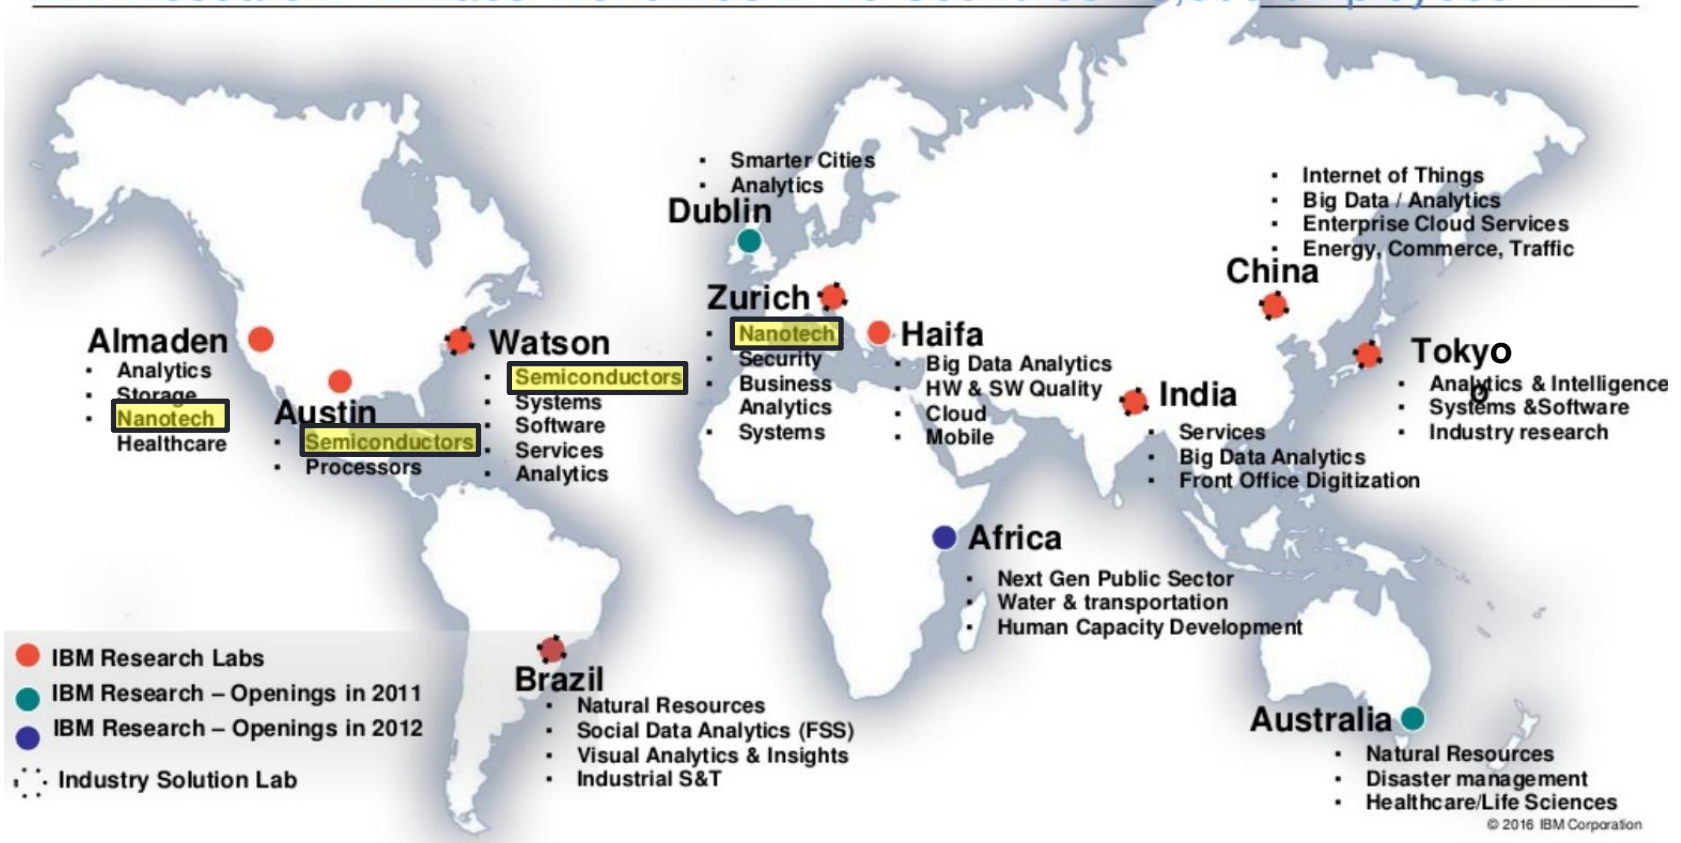 Smarter Cities
Analytics
Dublin
Internet of Things
Big Data / Analytics
Enterprise Cloud Services
Energy, Commerce, Traffic
China
Zurich
Nanotech
Security
Business
Analytics
Systems
Haifa
Big Data Analytics
HW & SW Quality
Cloud
Mobile
Almaden
Analytics
Storage
Nanotech
Healthcare
Austin
Semiconductors
Processors
Watson
Semiconductors
Systems
Software
Services
Analytics
India
Services
Big Data Analytics
Front Office Digitization
Tokyo
o
Analytics & Intelligence
Systems &Software
Industry research
Africa
Next Gen Public Sector
Water & transportation
Human Capacity Development
Brazil
Natural Resources
Social Data Analytics (FSS)
Visual Analytics & Insights
Industrial S&T
Australia
Natural Resources
Disaster management
Healthcare/Life Sciences
IBM Research Labs
IBM Research – Openings in 2011
IBM Research – Openings in 2012
Industry Solution Lab
© 2016 IBM Corporation